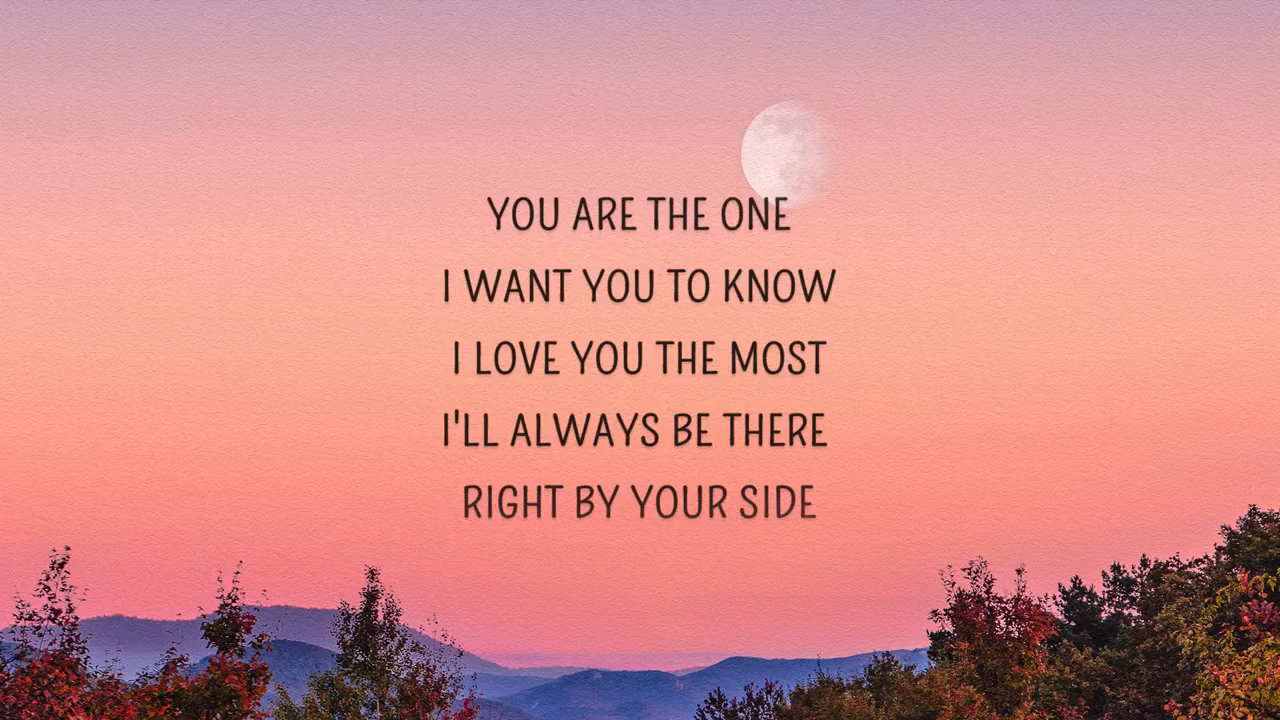 YOU ARE THE ONE
I WANT YOU TO KNOW
I LOVE YOU THE MOST
I'LL ALWAYS BE THERE
RIGHT BY YOUR SIDE